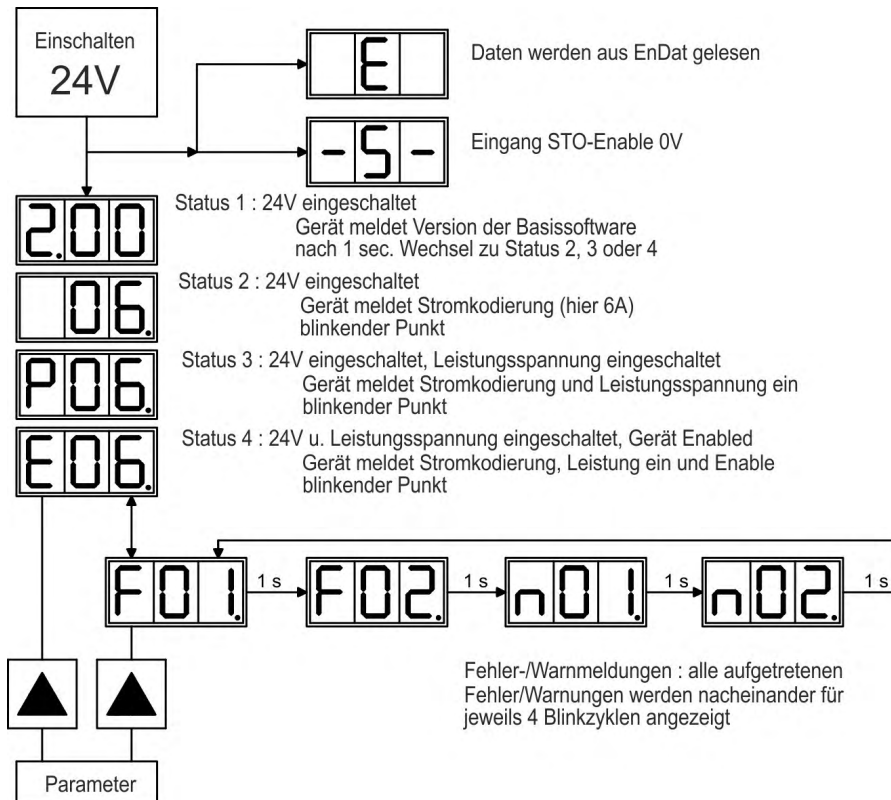 Einschalten
24V
E
Daten werden aus EnDat gelesen
-S-
Eingang STO-Enable 0V
2.00
Status 1 : 24V eingeschaltet
Gerät meldet Version der Basissoftware
nach 1 sec. Wechsel zu Status 2, 3 oder 4
06.
Status 2 : 24V eingeschaltet
Gerät meldet Stromkodierung (hier 6A)
blinkender Punkt
P06.
Status 3 : 24V eingeschaltet, Leistungsspannung eingeschaltet
Gerät meldet Stromkodierung und Leistungsspannung ein
blinkender Punkt
E06.
Status 4 : 24V u. Leistungsspannung eingeschaltet, Gerät Enabled
Gerät meldet Stromkodierung, Leistung ein und Enable
blinkender Punkt
F01. 1 s F02. 1 s n01. 1 s n02. 1 s
Fehler-/Warnmeldungen : alle aufgetretenen
Fehler/Warnungen werden nacheinander für
jeweils 4 Blinkzyklen angezeigt
Parameter